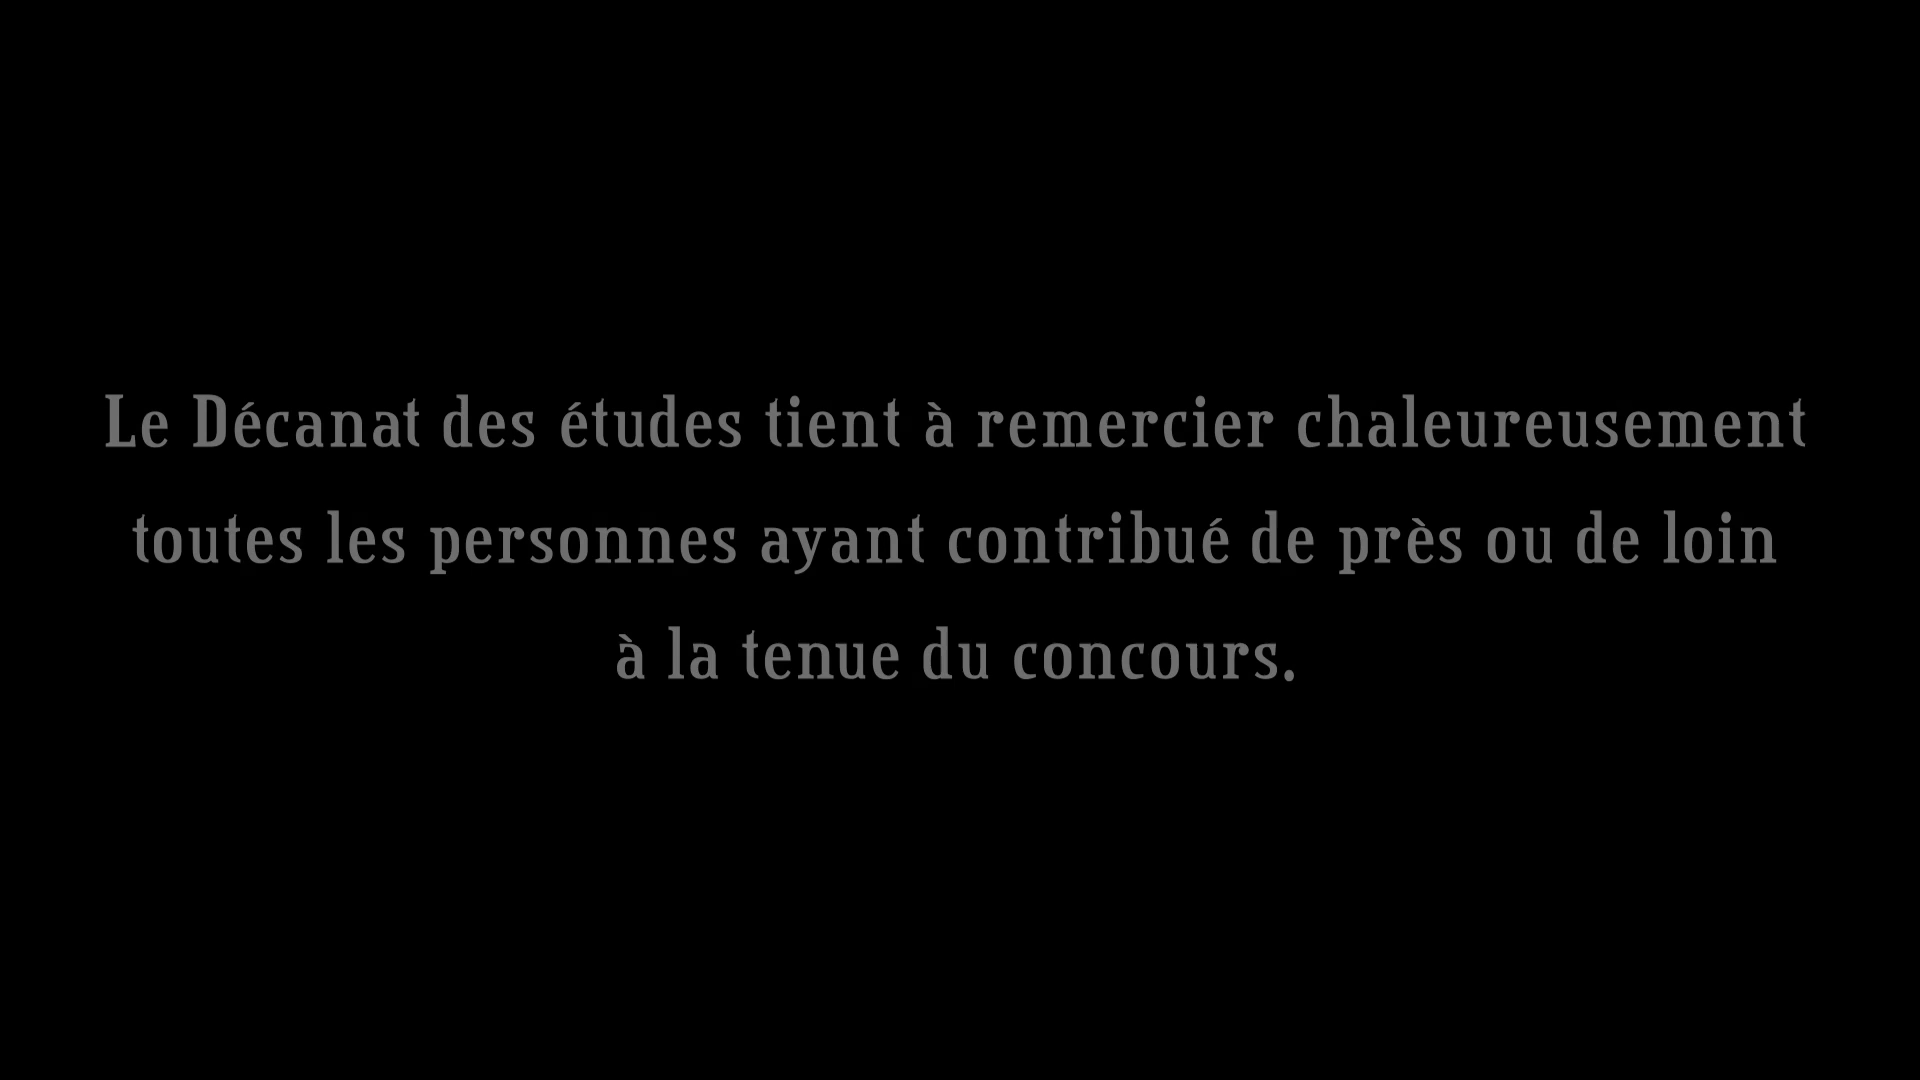 Le Décanat des études tient à remercier chaleureusement
toutes les personnes ayant contribué de près ou de loin
à la tenue du concours.